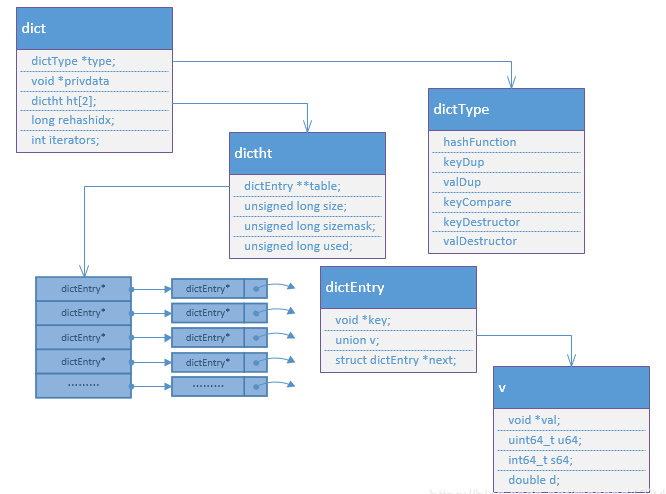 dict
dictType *type;
void *privdata
dictht ht[2];
long rehashidx;
int iterators;
dictType
hashFunction
keyDup
valDup
keyCompare
keyDestructor
valDestructor
dictht
dictEntry **table;
unsigned long size;
unsigned long sizemask;
unsigned long used;
dictEntry*
dictEntry*
dictEntry*
dictEntry*
dictEntry*
dictEntry*
dictEntry*
dictEntry*
.........
.........
dictEntry
void *key;
union v;
struct dictEntry *next;
v
void *val;
uint64_t u64;
int64_t s64;
double d;